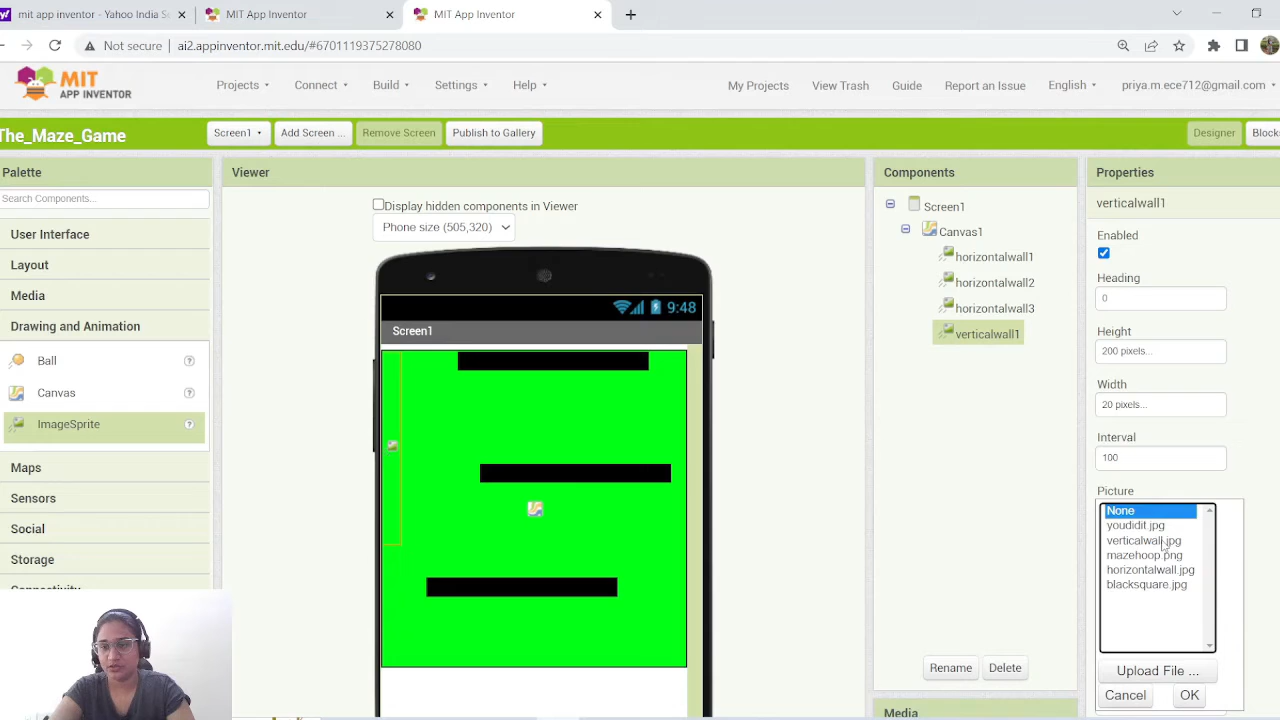 mit app inventor - Yahoo India Se
MIT App Inventor
MIT App Inventor
Not secure
ai2.appinventor.mit.edu/#6701119375278080
MIT
APP INVENTOR
Projects
Connect
Build
Settings
Help
My Projects
View Trash
Guide
Report an Issue
English
priya.m.ece712@gmail.com
The_Maze_Game
Screen1
Add Screen ...
Remove Screen
Publish to Gallery
Designer
Blocks
Palette
Search Components...
User Interface
Layout
Media
Drawing and Animation
Ball
?
Canvas
?
ImageSprite
?
Maps
Sensors
Social
Storage
Connectivity
Viewer
Display hidden components in Viewer
Phone size (505,320)
9:48
Screen1
Components
Screen1
Canvas1
horizontalwall1
horizontalwall2
horizontalwall3
verticalwall1
Rename
Delete
Media
Properties
verticalwall1
Enabled
Heading
0
Height
200 pixels...
Width
20 pixels...
Interval
100
Picture
None
youdidit.jpg
verticalwall.jpg
mazehoop.png
horizontalwall.jpg
blacksquare.jpg
Upload File ...
Cancel
OK